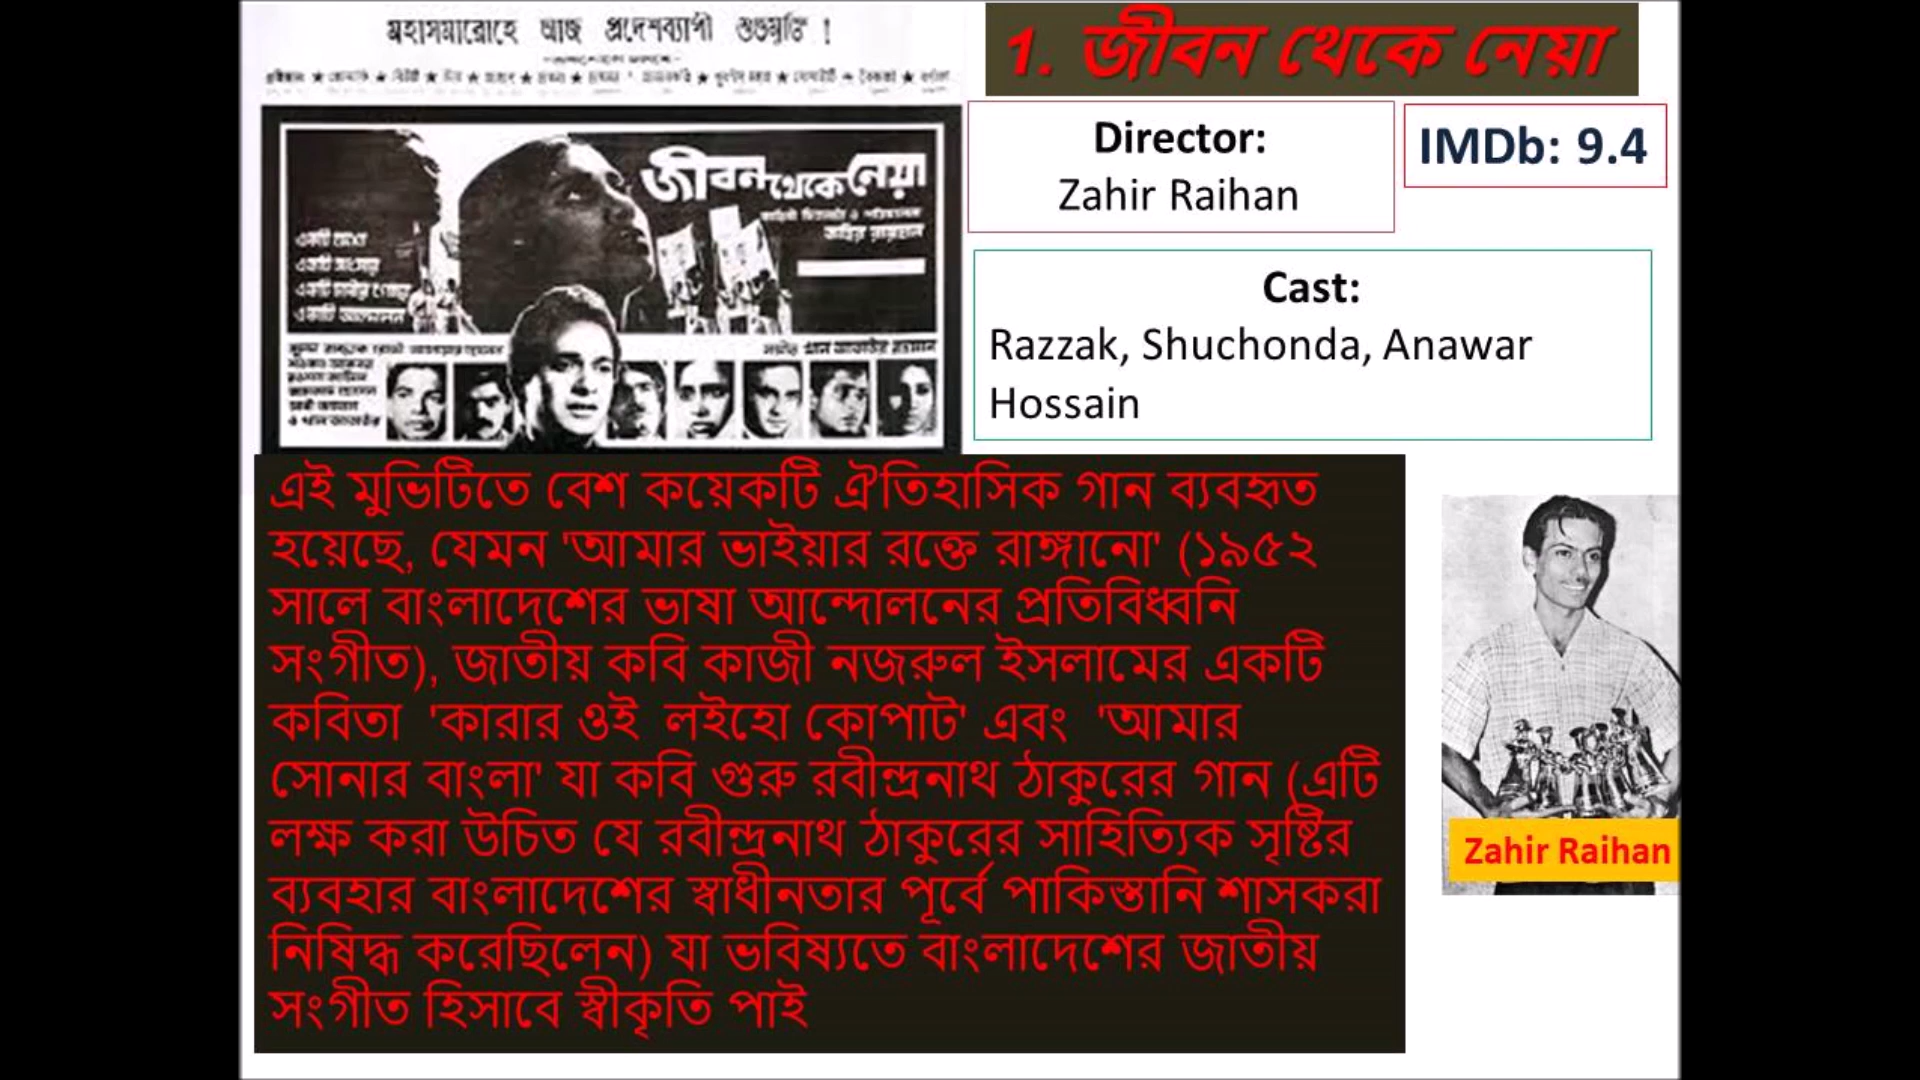 মহাসমারোহে আজ প্রদেশব্যাপী শুভমুক্তি !
1. জীবন থেকে নেয়া
Director:
Zahir Raihan
IMDb: 9.4
জীবন থেকে নেয়া
জহির রায়হান
Cast:
Razzak, Shuchonda, Anawar
Hossain
এই মুভিটিতে বেশ কয়েকটি ঐতিহাসিক গান ব্যবহৃত
হয়েছে, যেমন 'আমার ভাইয়ার রক্তে রাঙ্গানো' (১৯৫২
সালে বাংলাদেশের ভাষা আন্দোলনের প্রতিবিধ্বনি
সংগীত), জাতীয় কবি কাজী নজরুল ইসলামের একটি
কবিতা 'কারার ওই লইহো কোপাট' এবং 'আমার
সোনার বাংলা' যা কবি গুরু রবীন্দ্রনাথ ঠাকুরের গান (এটি
লক্ষ করা উচিত যে রবীন্দ্রনাথ ঠাকুরের সাহিত্যিক সৃষ্টির
ব্যবহার বাংলাদেশের স্বাধীনতার পূর্বে পাকিস্তানি শাসকরা
নিষিদ্ধ করেছিলেন) যা ভবিষ্যতে বাংলাদেশের জাতীয়
সংগীত হিসাবে স্বীকৃতি পাই
Zahir Raihan